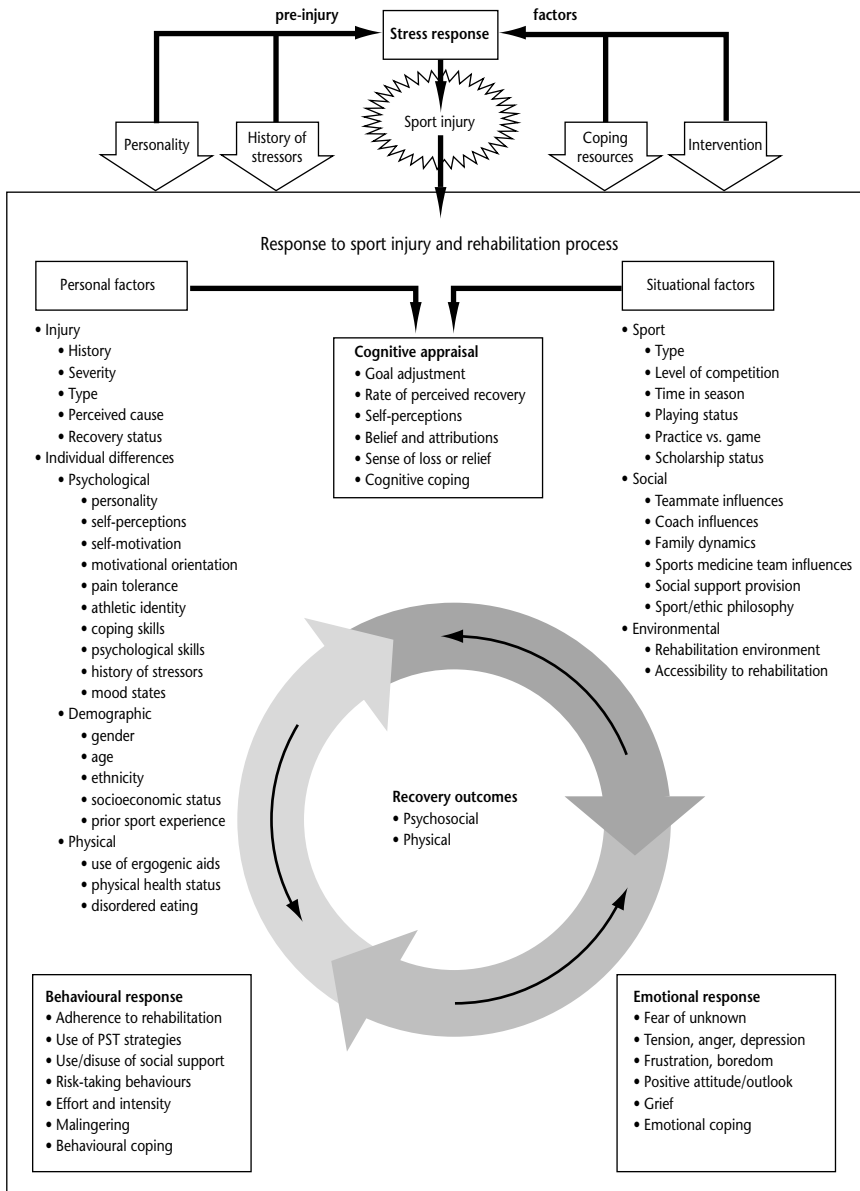 pre-injury
factors
Stress response
Sport injury
Personality
History of
stressors
Coping
resources
Intervention
Response to sport injury and rehabilitation process
Personal factors
• Injury
• History
• Severity
• Type
• Perceived cause
• Recovery status
• Individual differences
• Psychological
• personality
• self-perceptions
• self-motivation
• motivational orientation
• pain tolerance
• athletic identity
• coping skills
• psychological skills
• history of stressors
• mood states
• Demographic
• gender
• age
• ethnicity
• socioeconomic status
• prior sport experience
• Physical
• use of ergogenic aids
• physical health status
• disordered eating
Cognitive appraisal
• Goal adjustment
• Rate of perceived recovery
• Self-perceptions
• Belief and attributions
• Sense of loss or relief
• Cognitive coping
Situational factors
• Sport
• Type
• Level of competition
• Time in season
• Playing status
• Practice vs. game
• Scholarship status
• Social
• Teammate influences
• Coach influences
• Family dynamics
• Sports medicine team influences
• Social support provision
• Sport/ethic philosophy
• Environmental
• Rehabilitation environment
• Accessibility to rehabilitation
Recovery outcomes
• Psychosocial
• Physical
Behavioural response
• Adherence to rehabilitation
• Use of PST strategies
• Use/disuse of social support
• Risk-taking behaviours
• Effort and intensity
• Malingering
• Behavioural coping
Emotional response
• Fear of unknown
• Tension, anger, depression
• Frustration, boredom
• Positive attitude/outlook
• Grief
• Emotional coping